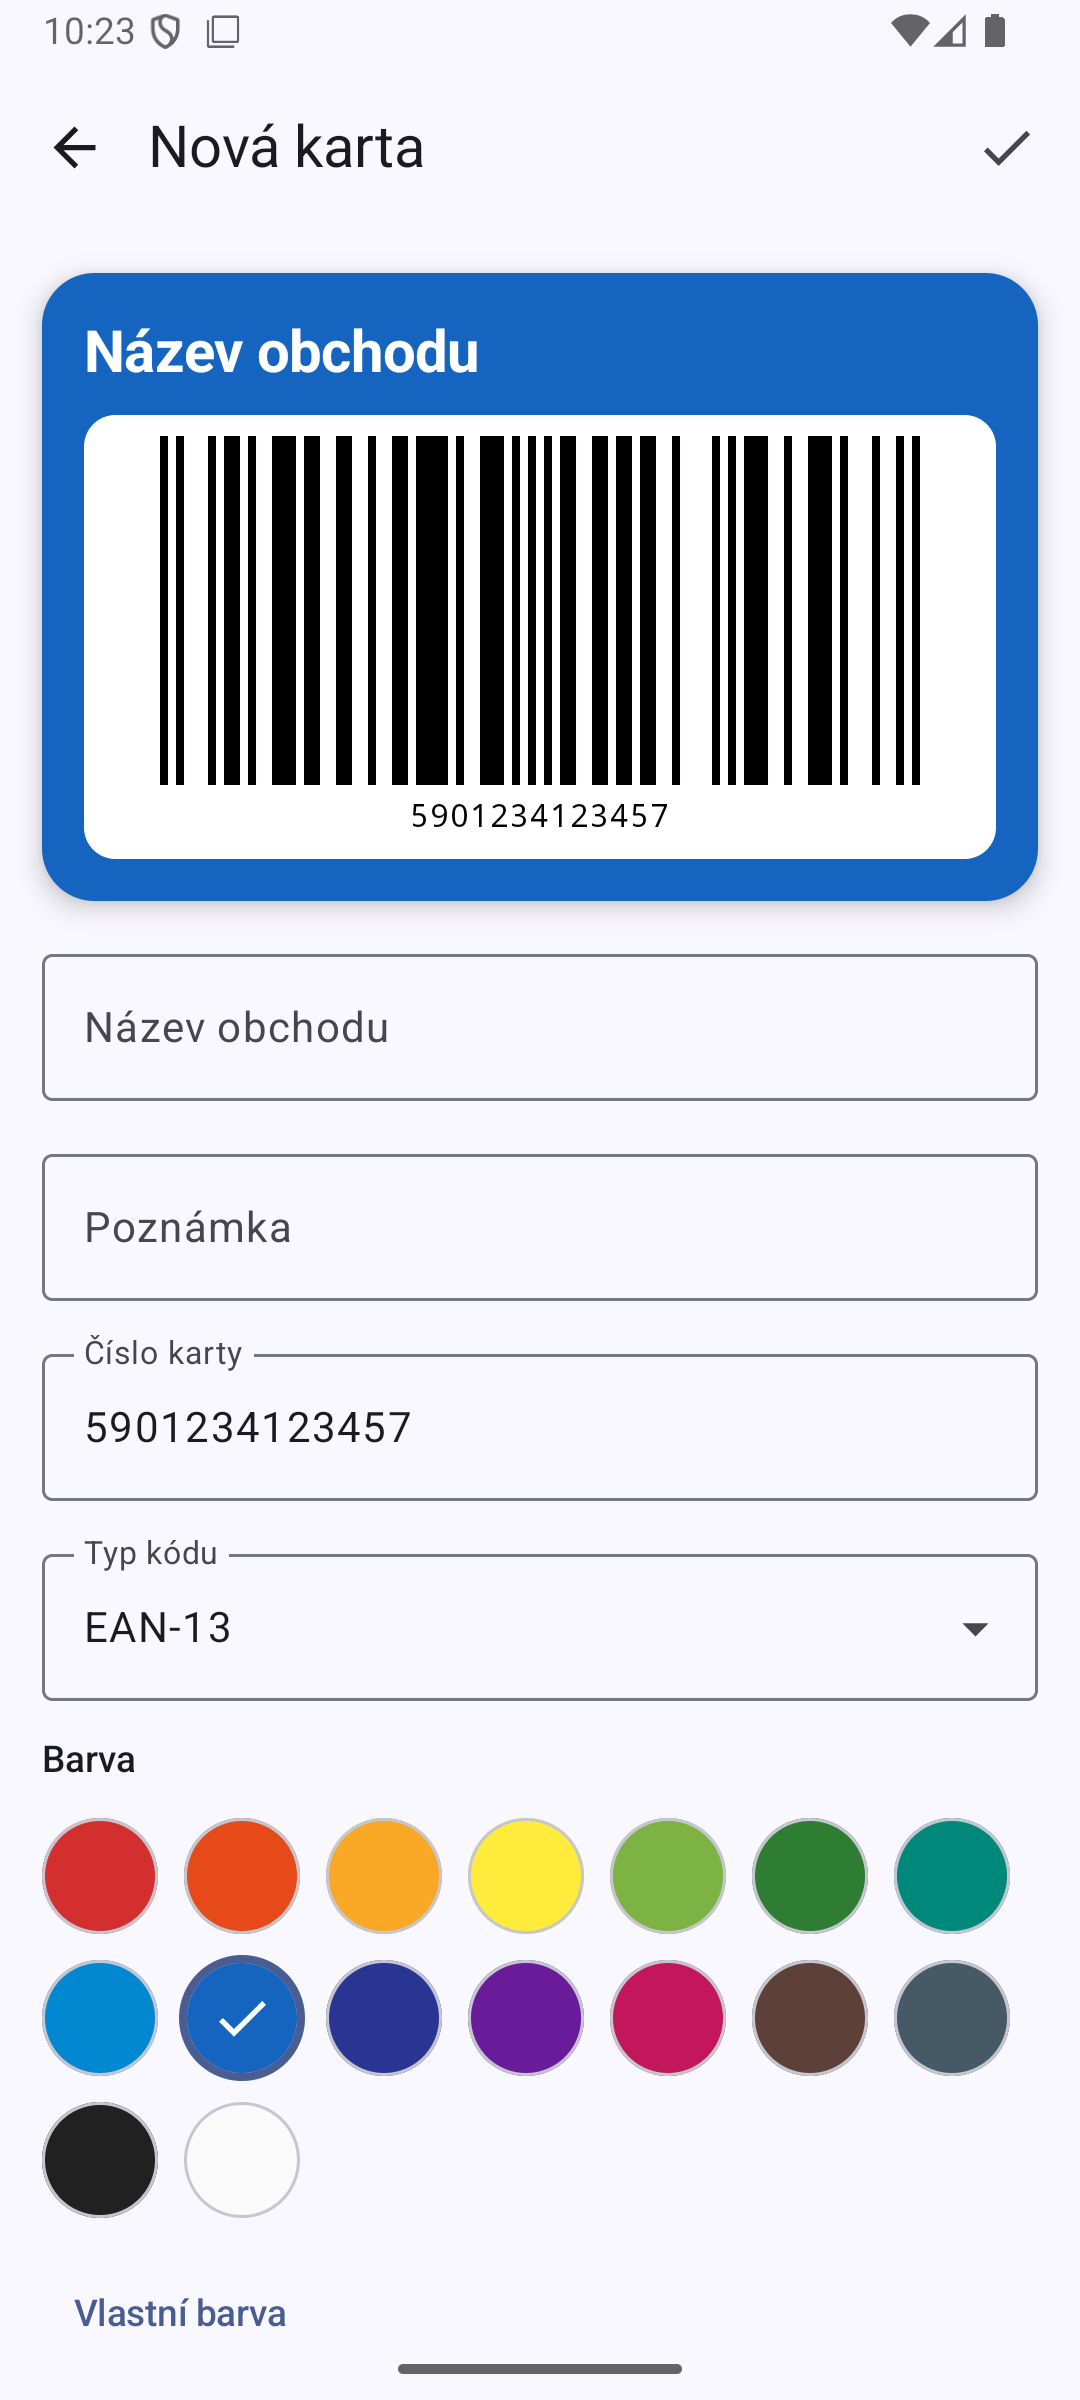 10:23
Nová karta
Název obchodu
5901234123457
Název obchodu
Poznámka
Číslo karty
5901234123457
Typ kódu
EAN-13
Barva
Vlastní barva